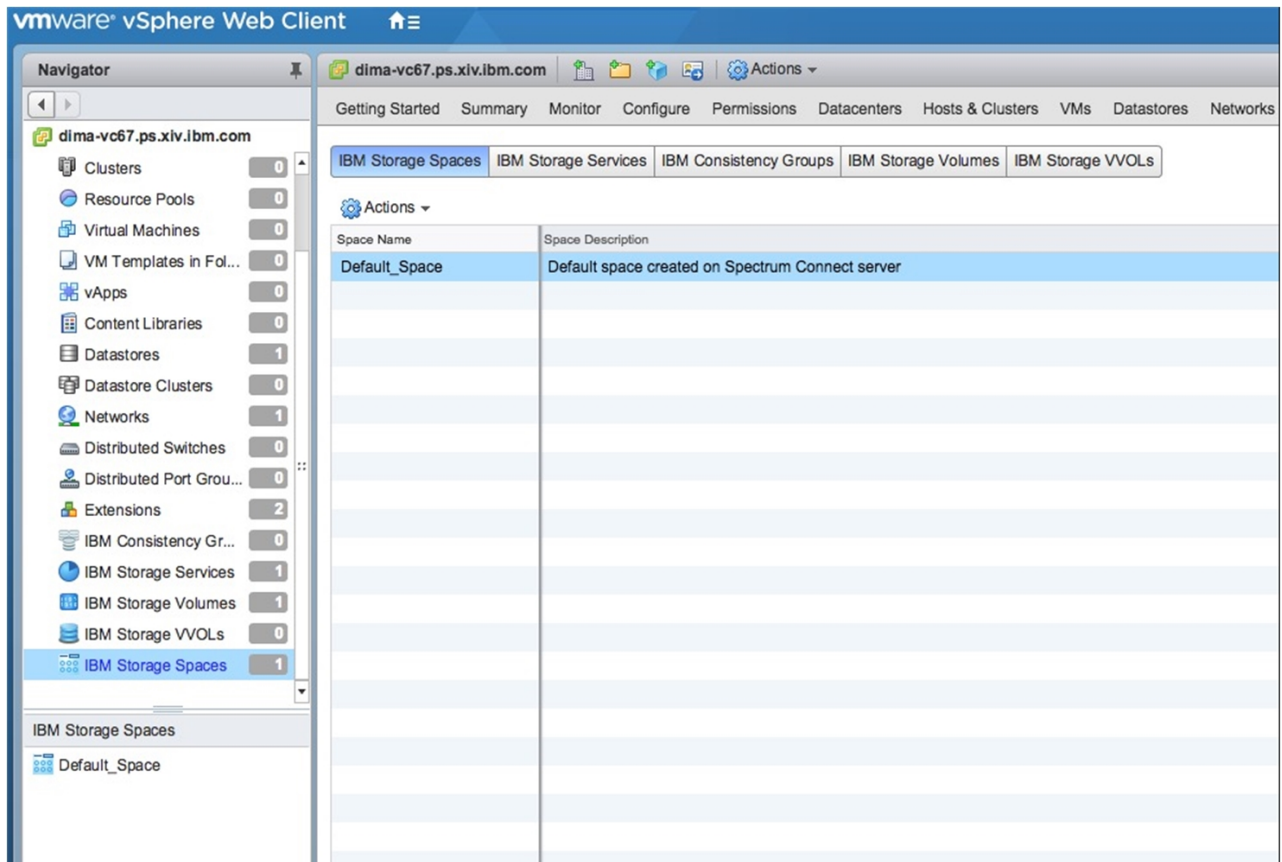 vmware® vSphere Web Client
Navigator
dima-vc67.ps.xiv.ibm.com
Clusters 0
Resource Pools 0
Virtual Machines 0
VM Templates in Fol... 0
vApps 0
Content Libraries 0
Datastores 1
Datastore Clusters 0
Networks 1
Distributed Switches 0
Distributed Port Grou... 0
Extensions 2
IBM Consistency Gr... 0
IBM Storage Services 1
IBM Storage Volumes 1
IBM Storage VVOLs 0
IBM Storage Spaces 1
IBM Storage Spaces
Default_Space
dima-vc67.ps.xiv.ibm.com Actions
Getting Started Summary Monitor Configure Permissions Datacenters Hosts & Clusters VMs Datastores Networks
IBM Storage Spaces IBM Storage Services IBM Consistency Groups IBM Storage Volumes IBM Storage VVOLs
Actions
Space Name Space Description
Default_Space Default space created on Spectrum Connect server